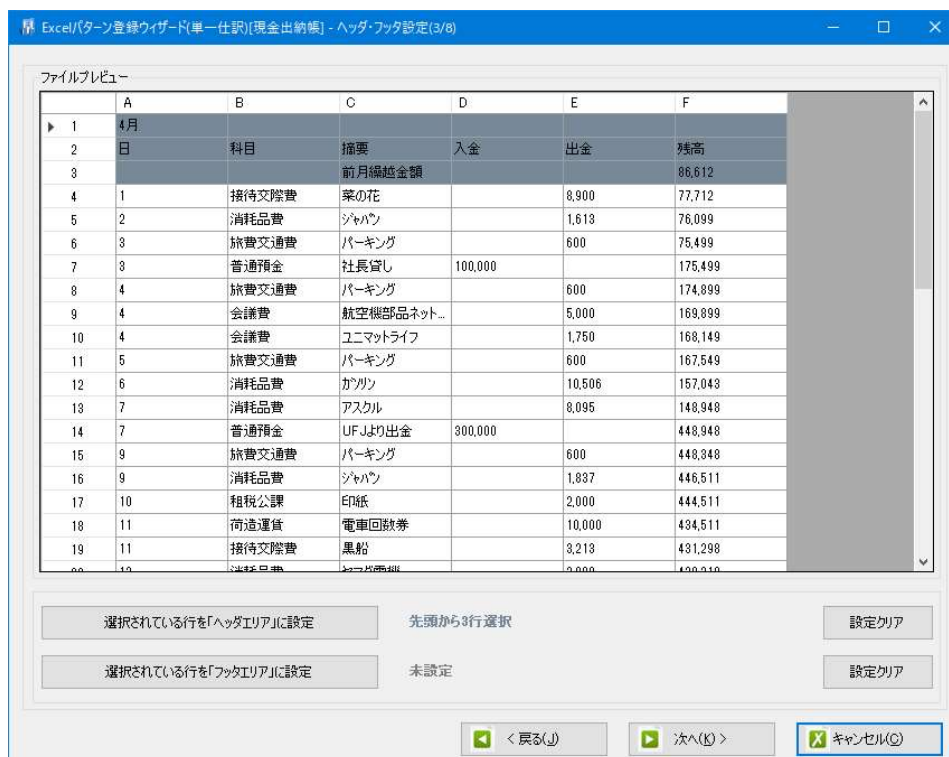 Excelパターン登録ウィザード(単一仕訳)[現金出納帳] - ヘッダ・フッタ設定(3/8)
ファイルプレビュー
A B C D E F
1 4月
2 日 科目 摘要 入金 出金 残高
3 前月繰越金額 86,612
4 1 接待交際費 菜の花 8,900 77,712
5 2 消耗品費 ジャパン 1,613 76,099
6 3 旅費交通費 パーキング 600 75,499
7 3 普通預金 社長貸し 100,000 175,499
8 4 旅費交通費 パーキング 600 174,899
9 4 会議費 航空機部品ネット... 5,000 169,899
10 4 会議費 ユニマットライフ 1,750 168,149
11 5 旅費交通費 パーキング 600 167,549
12 6 消耗品費 ガソリン 10,506 157,043
13 7 消耗品費 アスクル 8,095 148,948
14 7 普通預金 UFJより出金 300,000 448,948
15 9 旅費交通費 パーキング 600 448,348
16 9 消耗品費 ジャパン 1,837 446,511
17 10 租税公課 印紙 2,000 444,511
18 11 荷造運賃 電車回数券 10,000 434,511
19 11 接待交際費 黒船 3,213 431,298
選択されている行を「ヘッダエリア」に設定 先頭から3行選択 設定クリア
選択されている行を「フッタエリア」に設定 未設定 設定クリア
< 戻る(J) 次へ(K) > キャンセル(C)